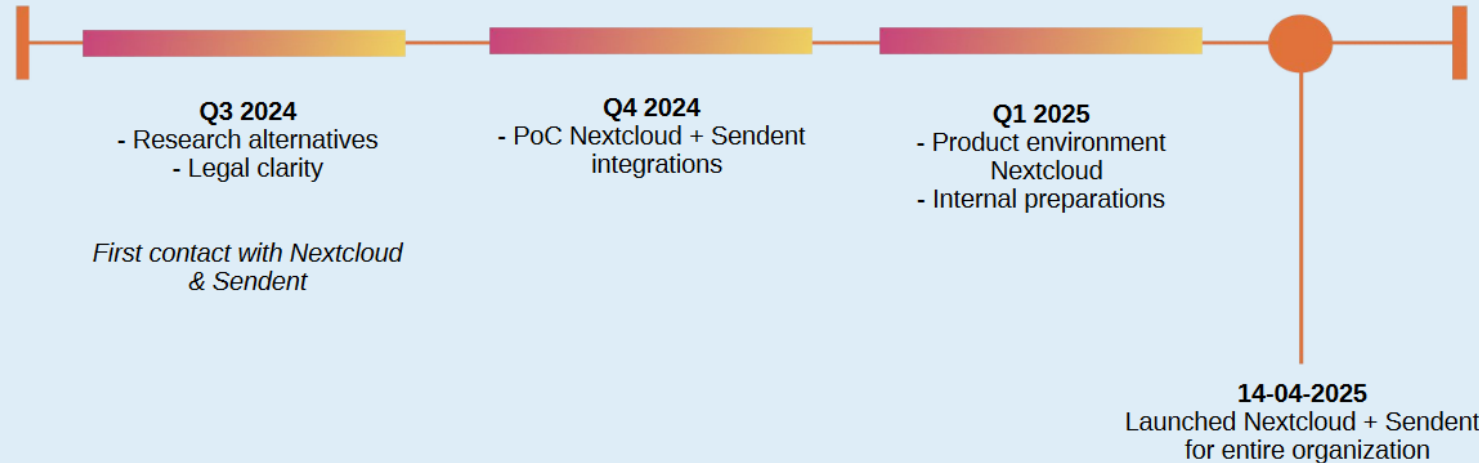 Q3 2024
- Research alternatives
- Legal clarity
First contact with Nextcloud
& Sendent
Q4 2024
- PoC Nextcloud + Sendent
integrations
Q1 2025
- Product environment
Nextcloud
- Internal preparations
14-04-2025
Launched Nextcloud + Sendent
for entire organization